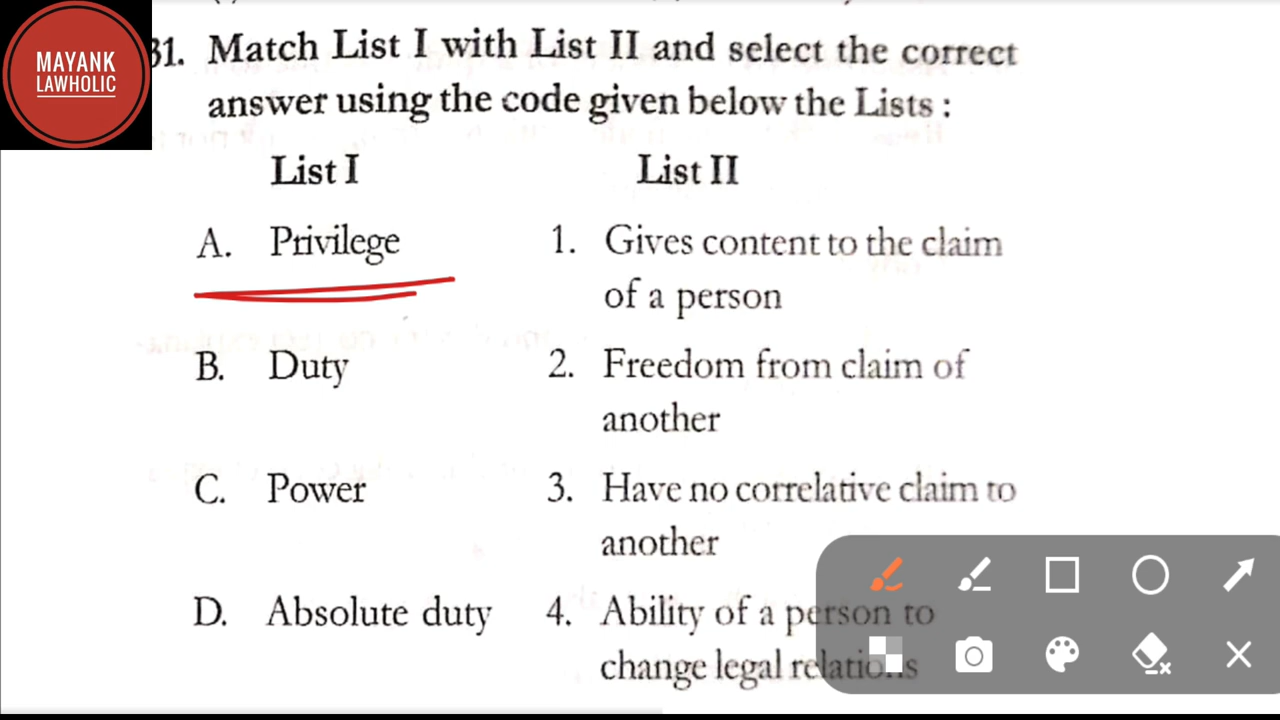 MAYANK
LAWHOLIC
31. Match List I with List II and select the correct
answer using the code given below the Lists :
List I List II
A. Privilege 1. Gives content to the claim
of a person
B. Duty 2. Freedom from claim of
another
C. Power 3. Have no correlative claim to
another
D. Absolute duty 4. Ability of a person to
change legal relations